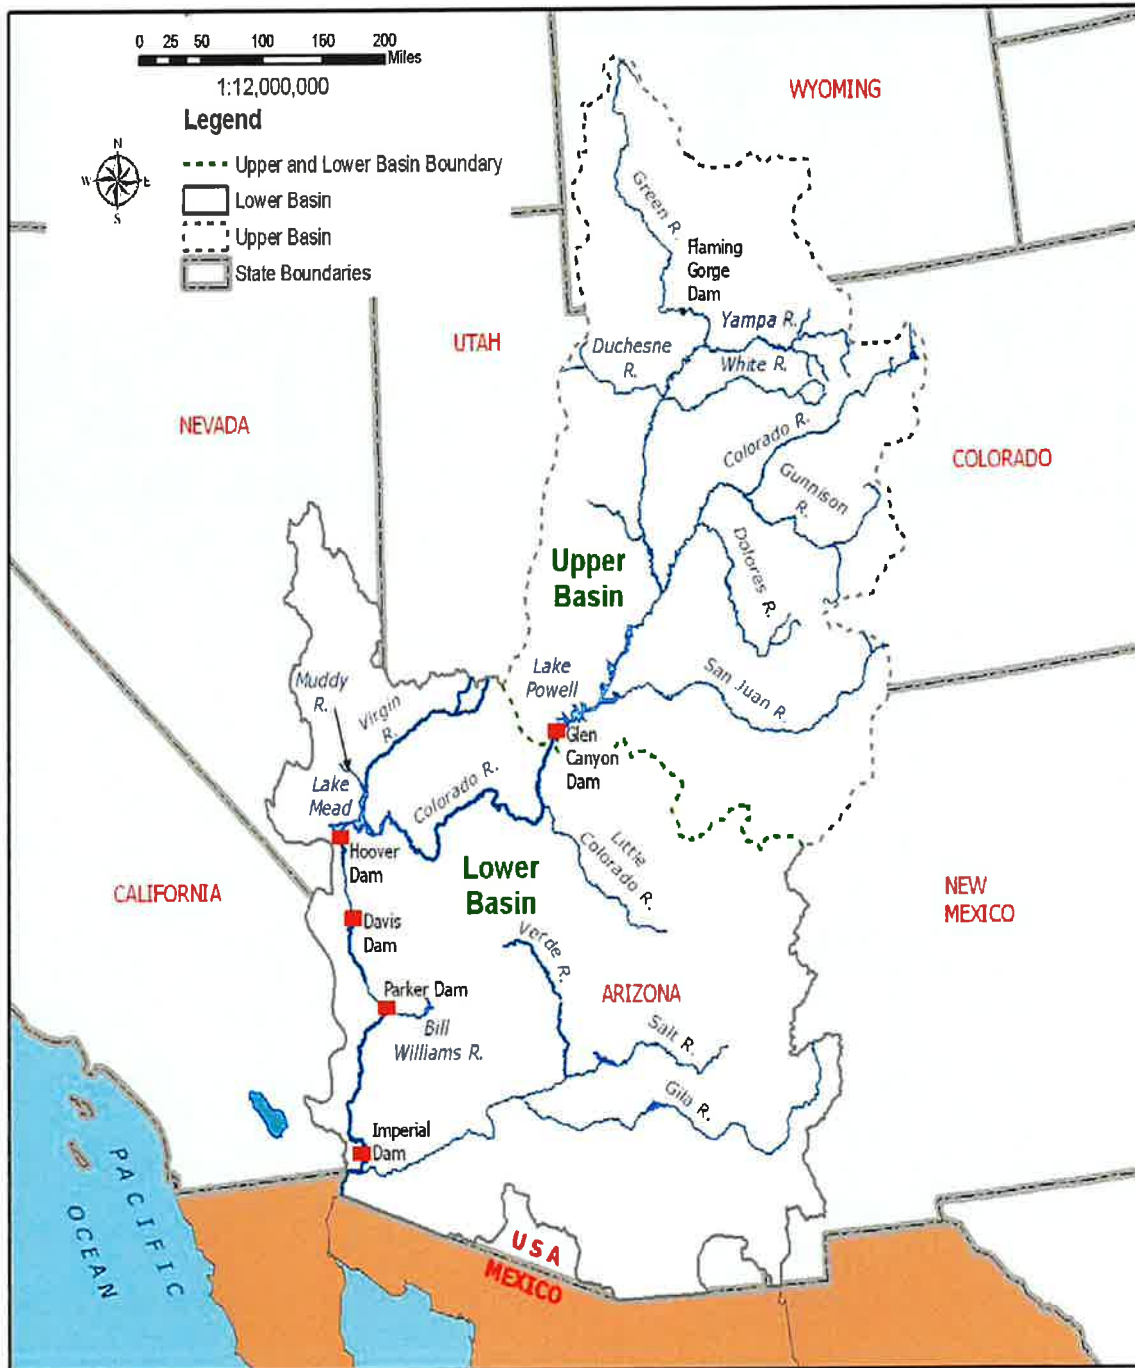 0 25 50 100 150 200
Miles
1:12,000,000
Legend
Upper and Lower Basin Boundary
Lower Basin
Upper Basin
State Boundaries
N
W E
S
WYOMING
Green R.
Flaming
Gorge
Dam
Yampa R.
UTAH
Duchesne
R.
White R.
NEVADA
Colorado R.
COLORADO
Gunnison
R.
Dolores R.
Upper
Basin
Lake
Powell
San Juan R.
Muddy
R.
Virgin
R.
Glen
Canyon
Dam
Lake
Mead
Colorado R.
Hoover
Dam
Little
Colorado R.
Lower
Basin
CALIFORNIA
NEW
MEXICO
Davis
Dam
Verde R.
Parker Dam
ARIZONA
Bill
Williams R.
Salt R.
Gila R.
Imperial
Dam
PACIFIC
OCEAN
USA
MEXICO